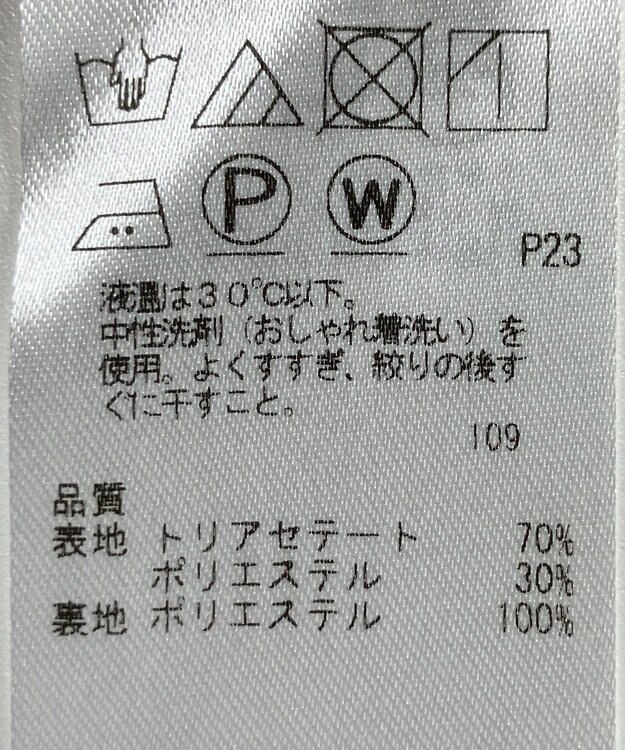 P W
P23
液温は30℃以下。
中性洗剤(おしゃれ着洗い)を
使用。よくすすぎ、絞りの後す
ぐに干すこと。
109
品質
表地 トリアセテート 70%
ポリエステル 30%
裏地 ポリエステル 100%